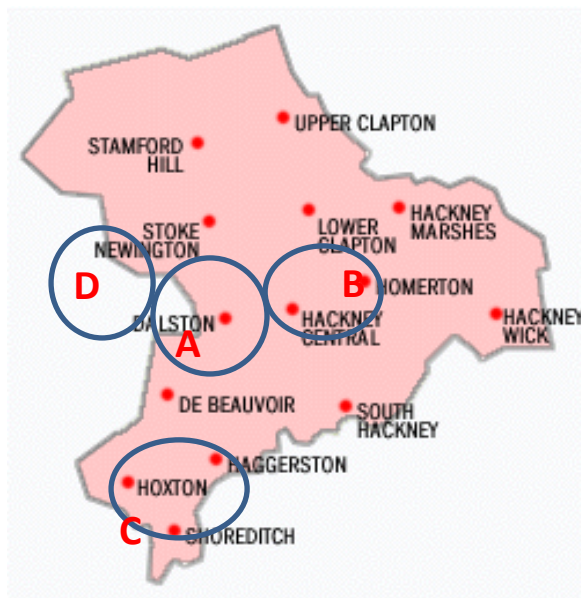 UPPER CLAPTON
STAMFORD
HILL
HACKNEY
MARSHES
STOKE
NEWINGTON
LOWER
CLAPTON
D
B
HOMERTON
DALSTON
A
HACKNEY
CENTRAL
HACKNEY
WICK
DE BEAUVOIR
SOUTH
HACKNEY
HAGGERSTON
HOXTON
C
SHOREDITCH